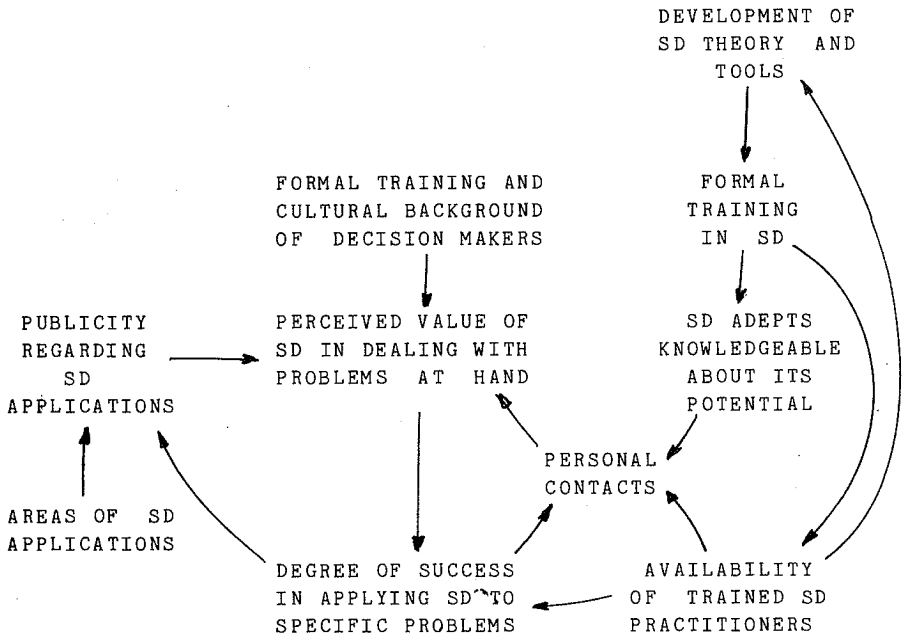 DEVELOPMENT OF
SD THEORY AND
TOOLS
FORMAL TRAINING AND
CULTURAL BACKGROUND
OF DECISION MAKERS
FORMAL
TRAINING
IN SD
PUBLICITY
REGARDING
SD
APPLICATIONS
PERCEIVED VALUE OF
SD IN DEALING WITH
PROBLEMS AT HAND
SD ADEPTS
KNOWLEDGEABLE
ABOUT ITS
POTENTIAL
PERSONAL
CONTACTS
AREAS OF SD
APPLICATIONS
DEGREE OF SUCCESS
IN APPLYING SD TO
SPECIFIC PROBLEMS
AVAILABILITY
OF TRAINED SD
PRACTITIONERS